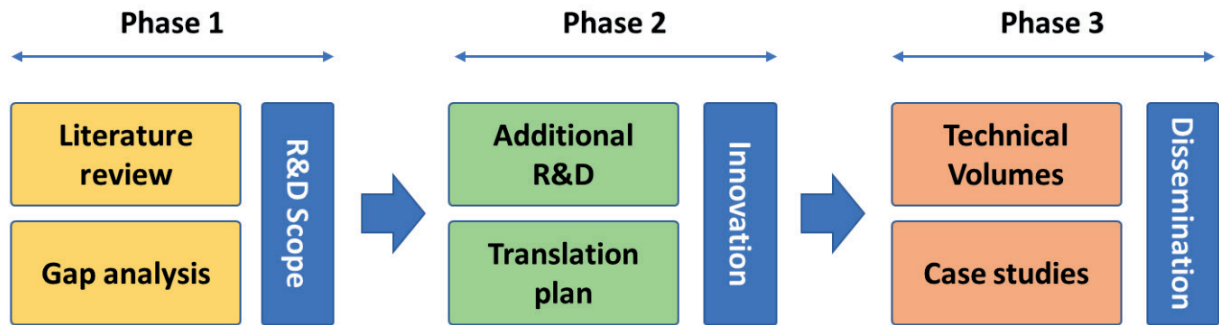 Phase 1
Phase 2
Phase 3
Literature
review
Gap analysis
R&D Scope
Additional
R&D
Translation
plan
Innovation
Technical
Volumes
Case studies
Dissemination